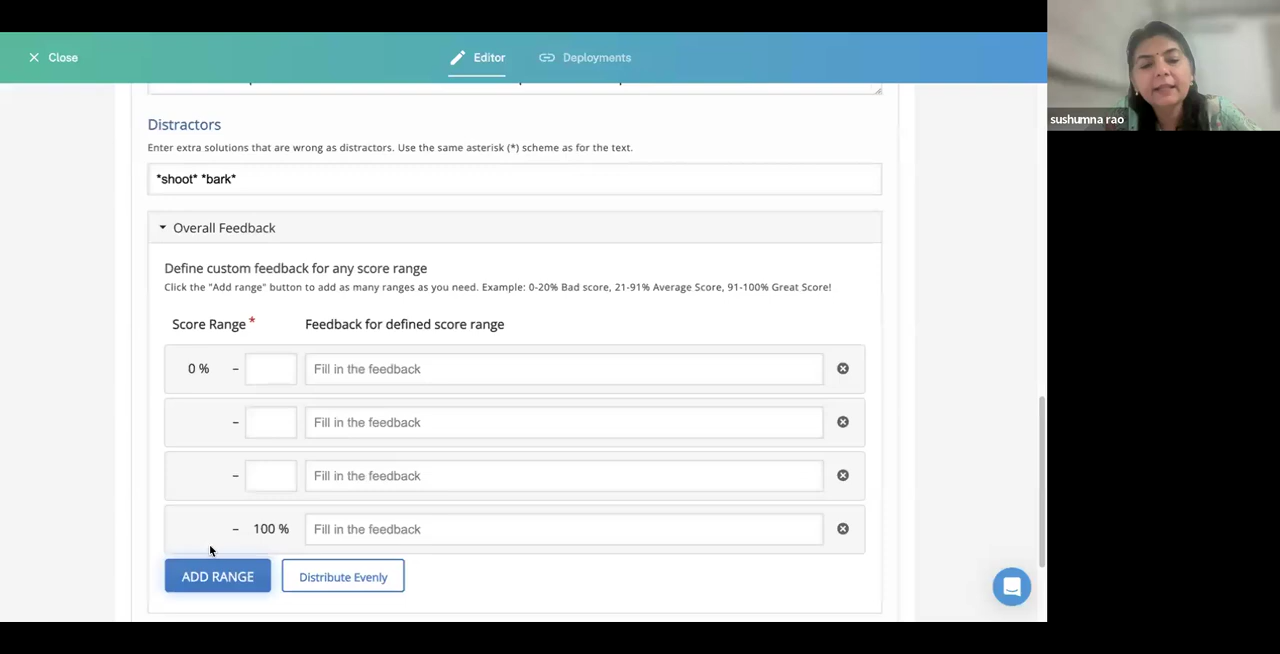 Close
Editor
Deployments
sushumna rao
Distractors
Enter extra solutions that are wrong as distractors. Use the same asterisk (*) scheme as for the text.
*shoot* *bark*
Overall Feedback
Define custom feedback for any score range
Click the "Add range" button to add as many ranges as you need. Example: 0-20% Bad score, 21-91% Average Score, 91-100% Great Score!
Score Range * Feedback for defined score range
0 % – Fill in the feedback
– Fill in the feedback
– Fill in the feedback
– 100 % Fill in the feedback
ADD RANGE Distribute Evenly